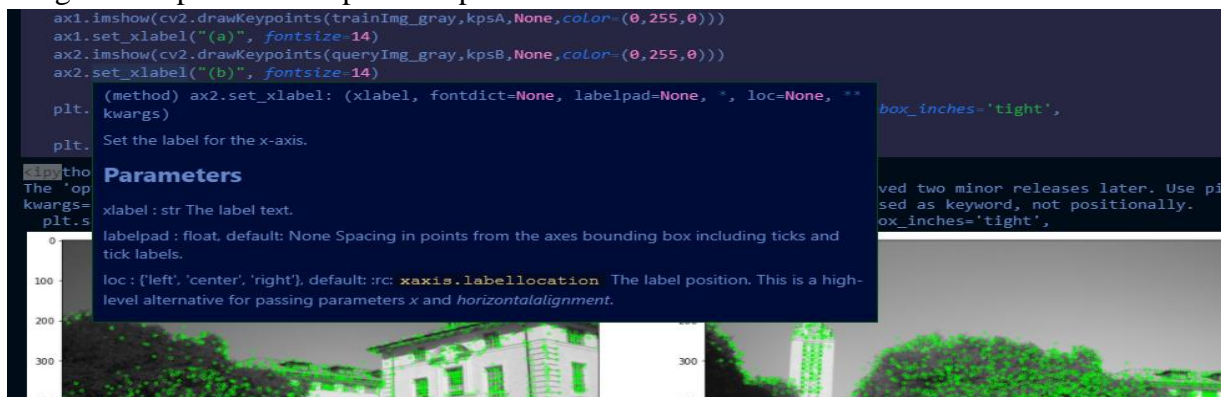 ax1.imshow(cv2.drawKeypoints(trainImg_gray,kpsA,None,color=(0,255,0)))
ax1.set_xlabel("(a)", fontsize=14)
ax2.imshow(cv2.drawKeypoints(queryImg_gray,kpsB,None,color=(0,255,0)))
ax2.set_xlabel("(b)", fontsize=14)
(method) ax2.set_xlabel: (xlabel, fontdict=None, labelpad=None, *, loc=None, **
plt. kwargs) box_inches='tight',
Set the label for the x-axis.
plt.
<ipytho
Parameters
The 'op ved two minor releases later. Use pi
kwargs= sed as keyword, not positionally.
xlabel : str The label text.
plt.s ox_inches='tight',
labelpad : float, default: None Spacing in points from the axes bounding box including ticks and
tick labels.
loc : {'left', 'center', 'right'}, default: :rc: xaxis.labellocation The label position. This is a high-
level alternative for passing parameters x and horizontalalignment.
0
100
200
300
300